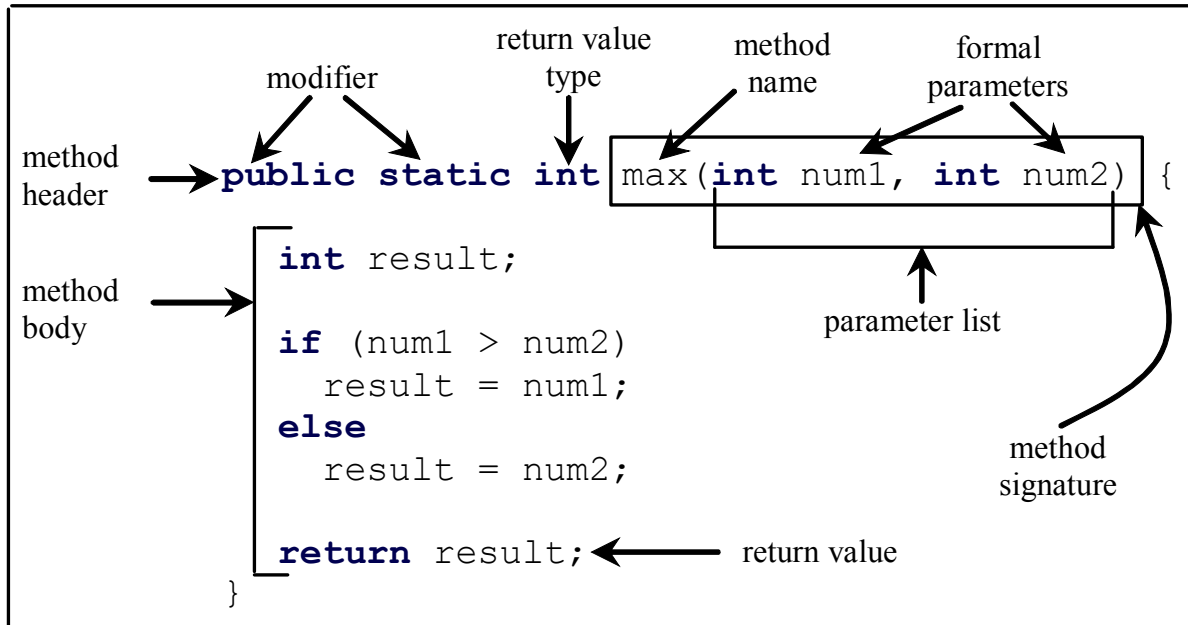 return value
type
method
name
formal
parameters
modifier
method
header
public static int max(int num1, int num2) {
int result;
method
body
parameter list
if (num1 > num2)
result = num1;
else
result = num2;
method
signature
return result;
return value
}